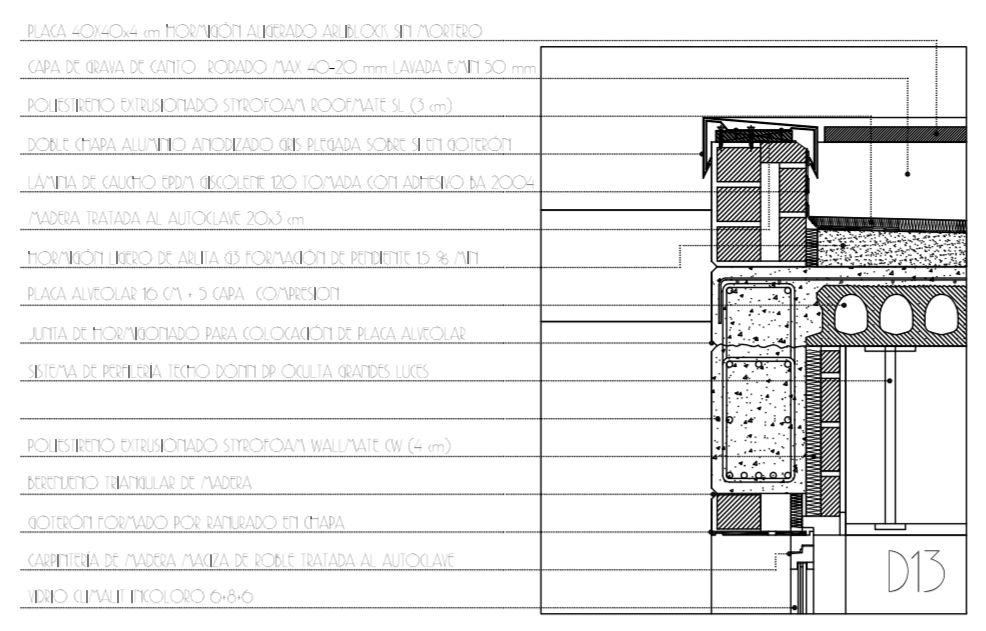 PLACA 40X40x4 cm HORMIGÓN ALIGERADO ARLIBLOCK SIN MORTERO
CAPA DE GRAVA DE CANTO RODADO MAX 40-20 mm LAVADA E/MIN 50 mm
POLIESTIRENO EXTRUSIONADO STYROFOAM ROOFMATE SL (3 cm)
DOBLE CHAPA ALUMINIO ANODIZADO GRIS PLEGADA SOBRE SI EN GOTERÓN
LÁMINA DE CAUCHO EPDM GISCOLENE 120 TOMADA CON ADHESIVO BA 2004
MADERA TRATADA AL AUTOCLAVE 20x3 cm
HORMIGÓN LIGERO DE ARLITA G3 FORMACIÓN DE PENDIENTE 1.5 % MIN
PLACA ALVEOLAR 16 CM + 5 CAPA COMPRESION
JUNTA DE HORMIGONADO PARA COLOCACIÓN DE PLACA ALVEOLAR
SISTEMA DE PERFILERÍA TECHO DONN DP OCULTA GRANDES LUCES
POLIESTIRENO EXTRUSIONADO STYROFOAM WALLMATE CW (4 cm)
BERENJENO TRIANGULAR DE MADERA
GOTERÓN FORMADO POR RANURADO EN CHAPA
CARPINTERÍA DE MADERA MACIZA DE ROBLE TRATADA AL AUTOCLAVE
VIDRIO CLIMALIT INCOLORO 6+8+6
D13